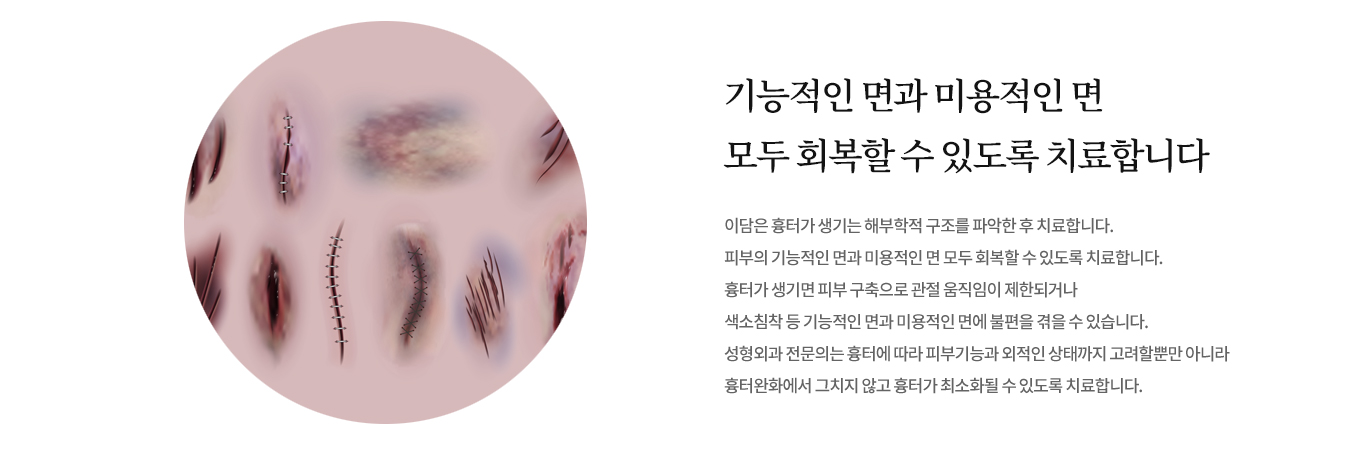 기능적인 면과 미용적인 면
모두 회복할 수 있도록 치료합니다
이담은 흉터가 생기는 해부학적 구조를 파악한 후 치료합니다.
피부의 기능적인 면과 미용적인 면 모두 회복할 수 있도록 치료합니다.
흉터가 생기면 피부 구축으로 관절 움직임이 제한되거나
색소침착 등 기능적인 면과 미용적인 면에 불편을 겪을 수 있습니다.
성형외과 전문의는 흉터에 따라 피부기능과 외적인 상태까지 고려할뿐만 아니라
흉터완화에서 그치지 않고 흉터가 최소화될 수 있도록 치료합니다.